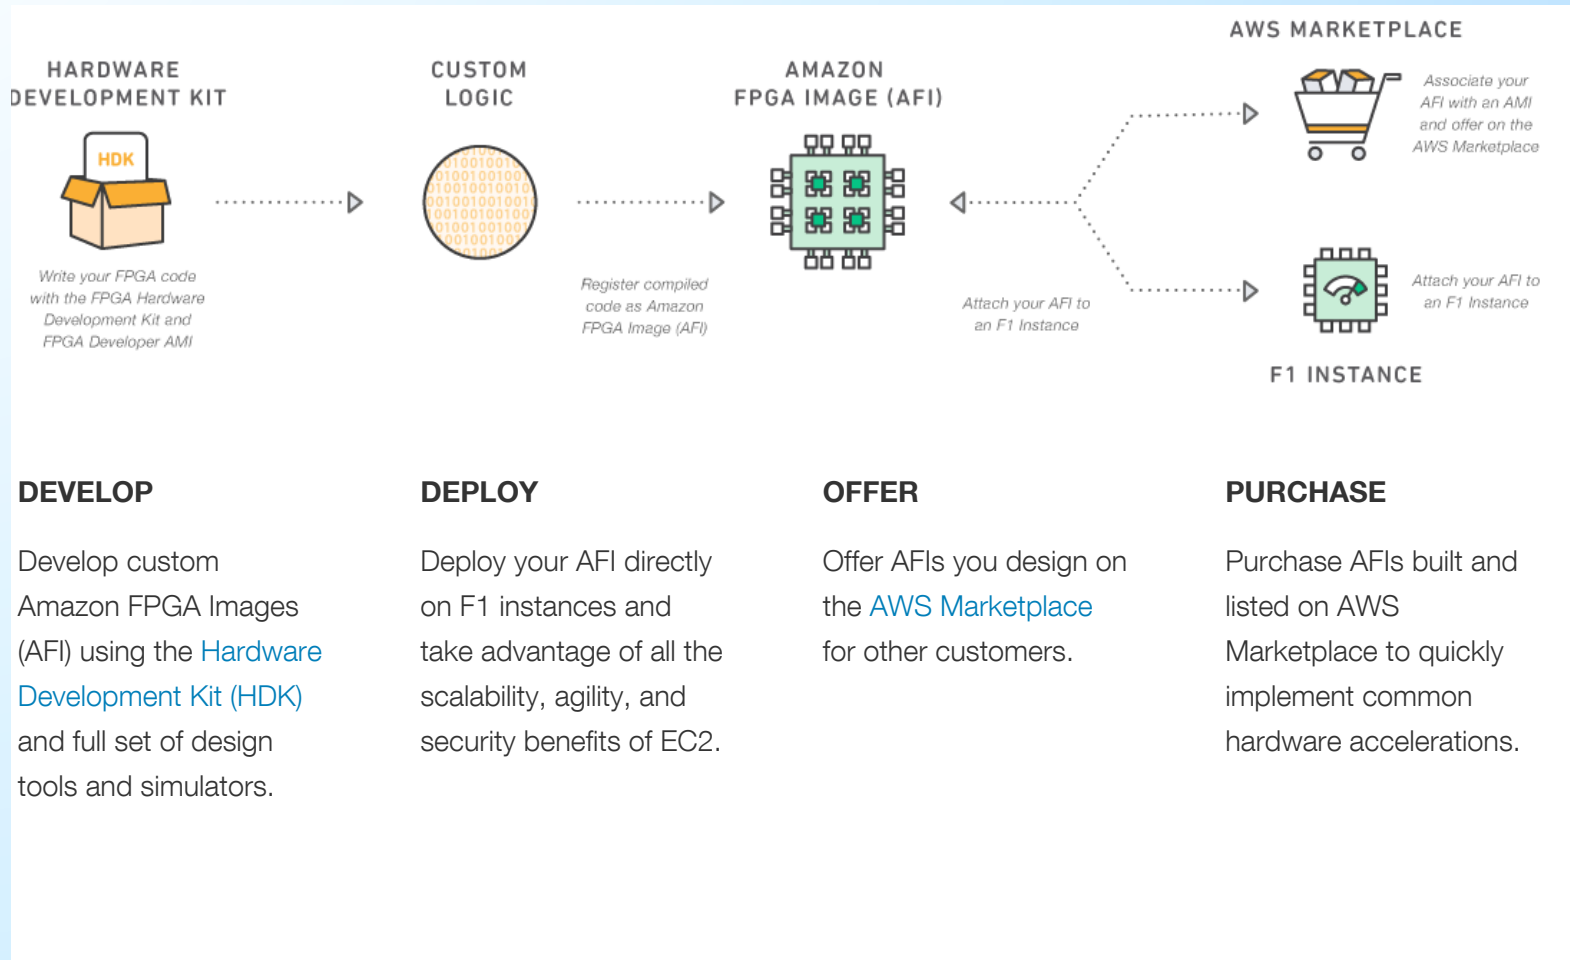 HARDWARE
DEVELOPMENT KIT
HDK
Write your FPGA code
with the FPGA Hardware
Development Kit and
FPGA Developer AMI
CUSTOM
LOGIC
Register compiled
code as Amazon
FPGA Image (AFI)
AMAZON
FPGA IMAGE (AFI)
Attach your AFI to
an F1 Instance
AWS MARKETPLACE
Associate your
AFI with an AMI
and offer on the
AWS Marketplace
Attach your AFI to
an F1 Instance
F1 INSTANCE
DEVELOP
Develop custom
Amazon FPGA Images
(AFI) using the Hardware
Development Kit (HDK)
and full set of design
tools and simulators.
DEPLOY
Deploy your AFI directly
on F1 instances and
take advantage of all the
scalability, agility, and
security benefits of EC2.
OFFER
Offer AFIs you design on
the AWS Marketplace
for other customers.
PURCHASE
Purchase AFIs built and
listed on AWS
Marketplace to quickly
implement common
hardware accelerations.